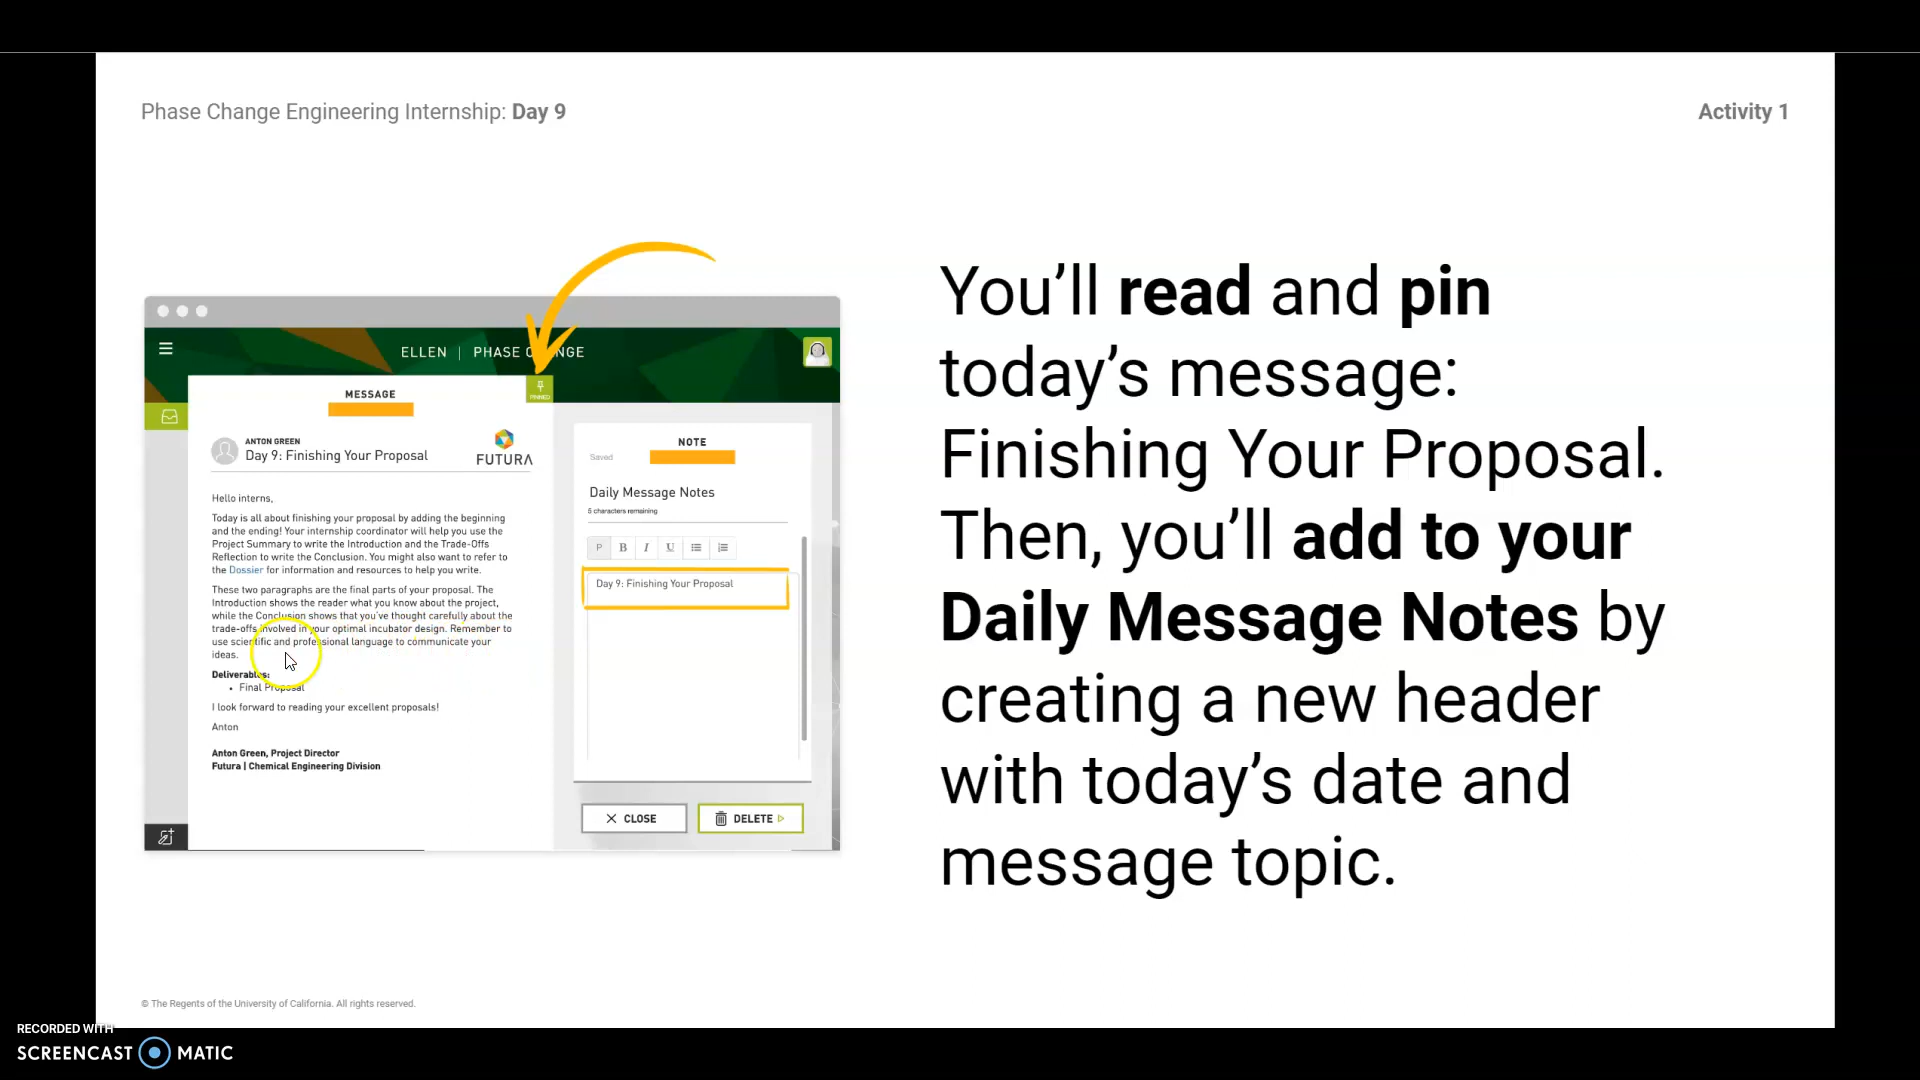 Phase Change Engineering Internship: Day 9
Activity 1
ELLEN | PHASE CHANGE
MESSAGE
PINNED
ANTON GREEN
Day 9: Finishing Your Proposal
FUTURA
Hello interns,
Today is all about finishing your proposal by adding the beginning
and the ending! Your internship coordinator will help you use the
Project Summary to write the Introduction and the Trade-Offs
Reflection to write the Conclusion. You might also want to refer to
the Dossier for information and resources to help you write.
These two paragraphs are the final parts of your proposal. The
Introduction shows the reader what you know about the project,
while the Conclusion shows that you've thought carefully about the
trade-offs involved in your optimal incubator design. Remember to
use scientific and professional language to communicate your
ideas.
Deliverables:
• Final Proposal
I look forward to reading your excellent proposals!
Anton
Anton Green, Project Director
Futura | Chemical Engineering Division
NOTE
Saved
Daily Message Notes
5 characters remaining
P B I U
Day 9: Finishing Your Proposal
CLOSE
DELETE
You'll read and pin
today's message:
Finishing Your Proposal.
Then, you'll add to your
Daily Message Notes by
creating a new header
with today's date and
message topic.
© The Regents of the University of California. All rights reserved.
RECORDED WITH
SCREENCAST MATIC